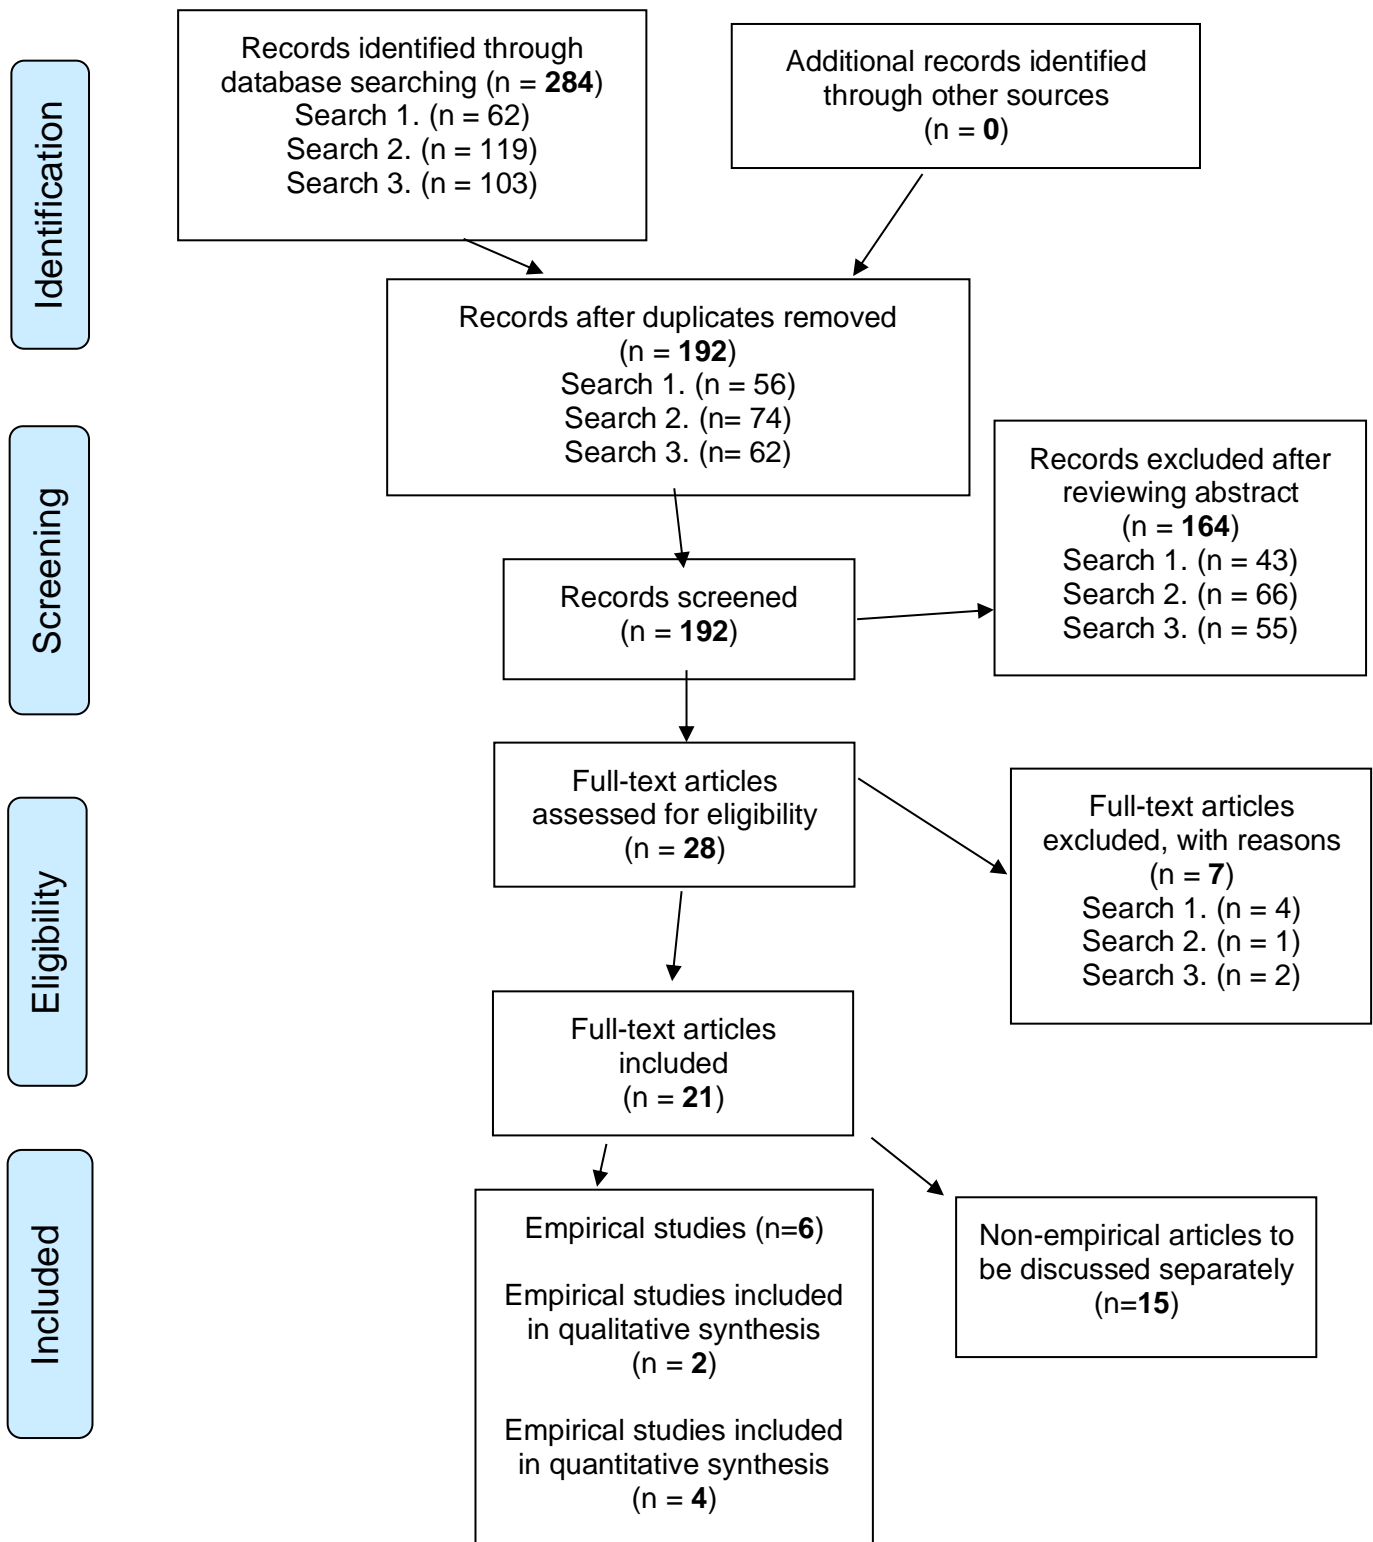 Identification
Records identified through
database searching (n = 284)
Search 1. (n = 62)
Search 2. (n = 119)
Search 3. (n = 103)
Additional records identified
through other sources
(n = 0)
Records after duplicates removed
(n = 192)
Search 1. (n = 56)
Search 2. (n= 74)
Search 3. (n= 62)
Screening
Records screened
(n = 192)
Records excluded after
reviewing abstract
(n = 164)
Search 1. (n = 43)
Search 2. (n = 66)
Search 3. (n = 55)
Eligibility
Full-text articles
assessed for eligibility
(n = 28)
Full-text articles
excluded, with reasons
(n = 7)
Search 1. (n = 4)
Search 2. (n = 1)
Search 3. (n = 2)
Full-text articles
included
(n = 21)
Included
Empirical studies (n=6)
Empirical studies included
in qualitative synthesis
(n = 2)
Empirical studies included
in quantitative synthesis
(n = 4)
Non-empirical articles to
be discussed separately
(n=15)